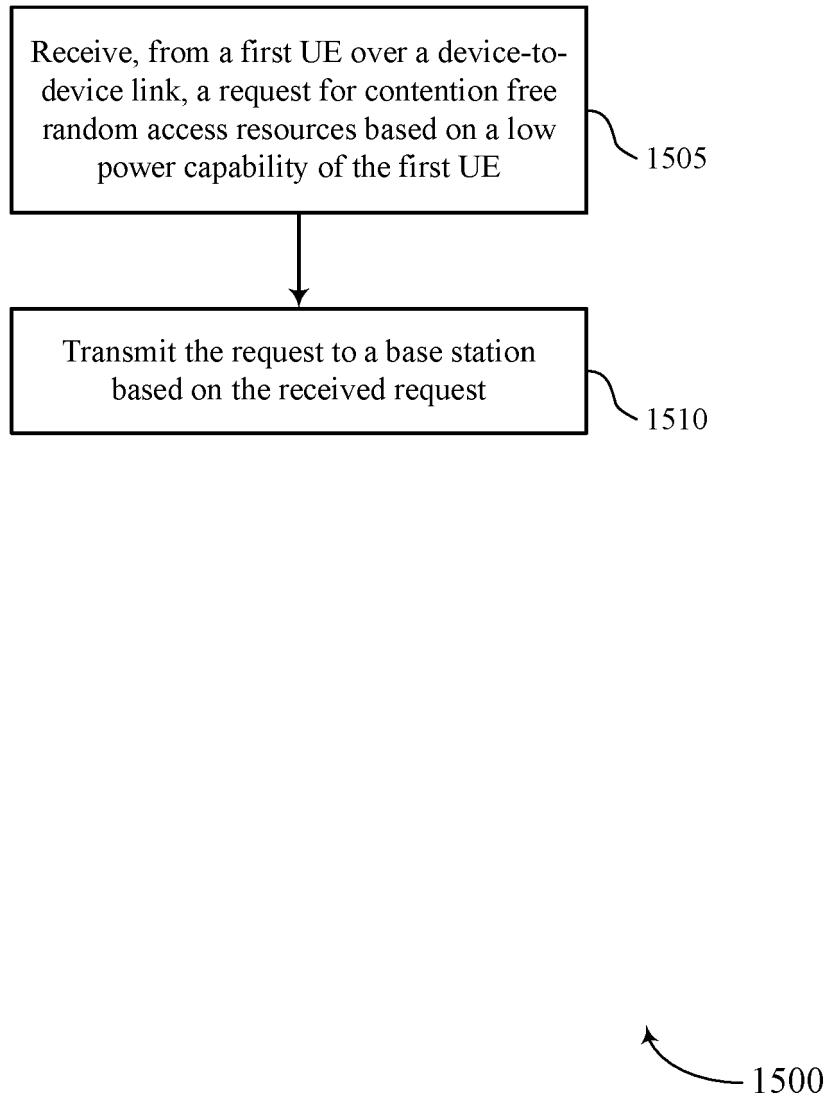 Receive, from a first UE over a device-to-
device link, a request for contention free
random access resources based on a low
power capability of the first UE
1505
Transmit the request to a base station
based on the received request
1510
1500